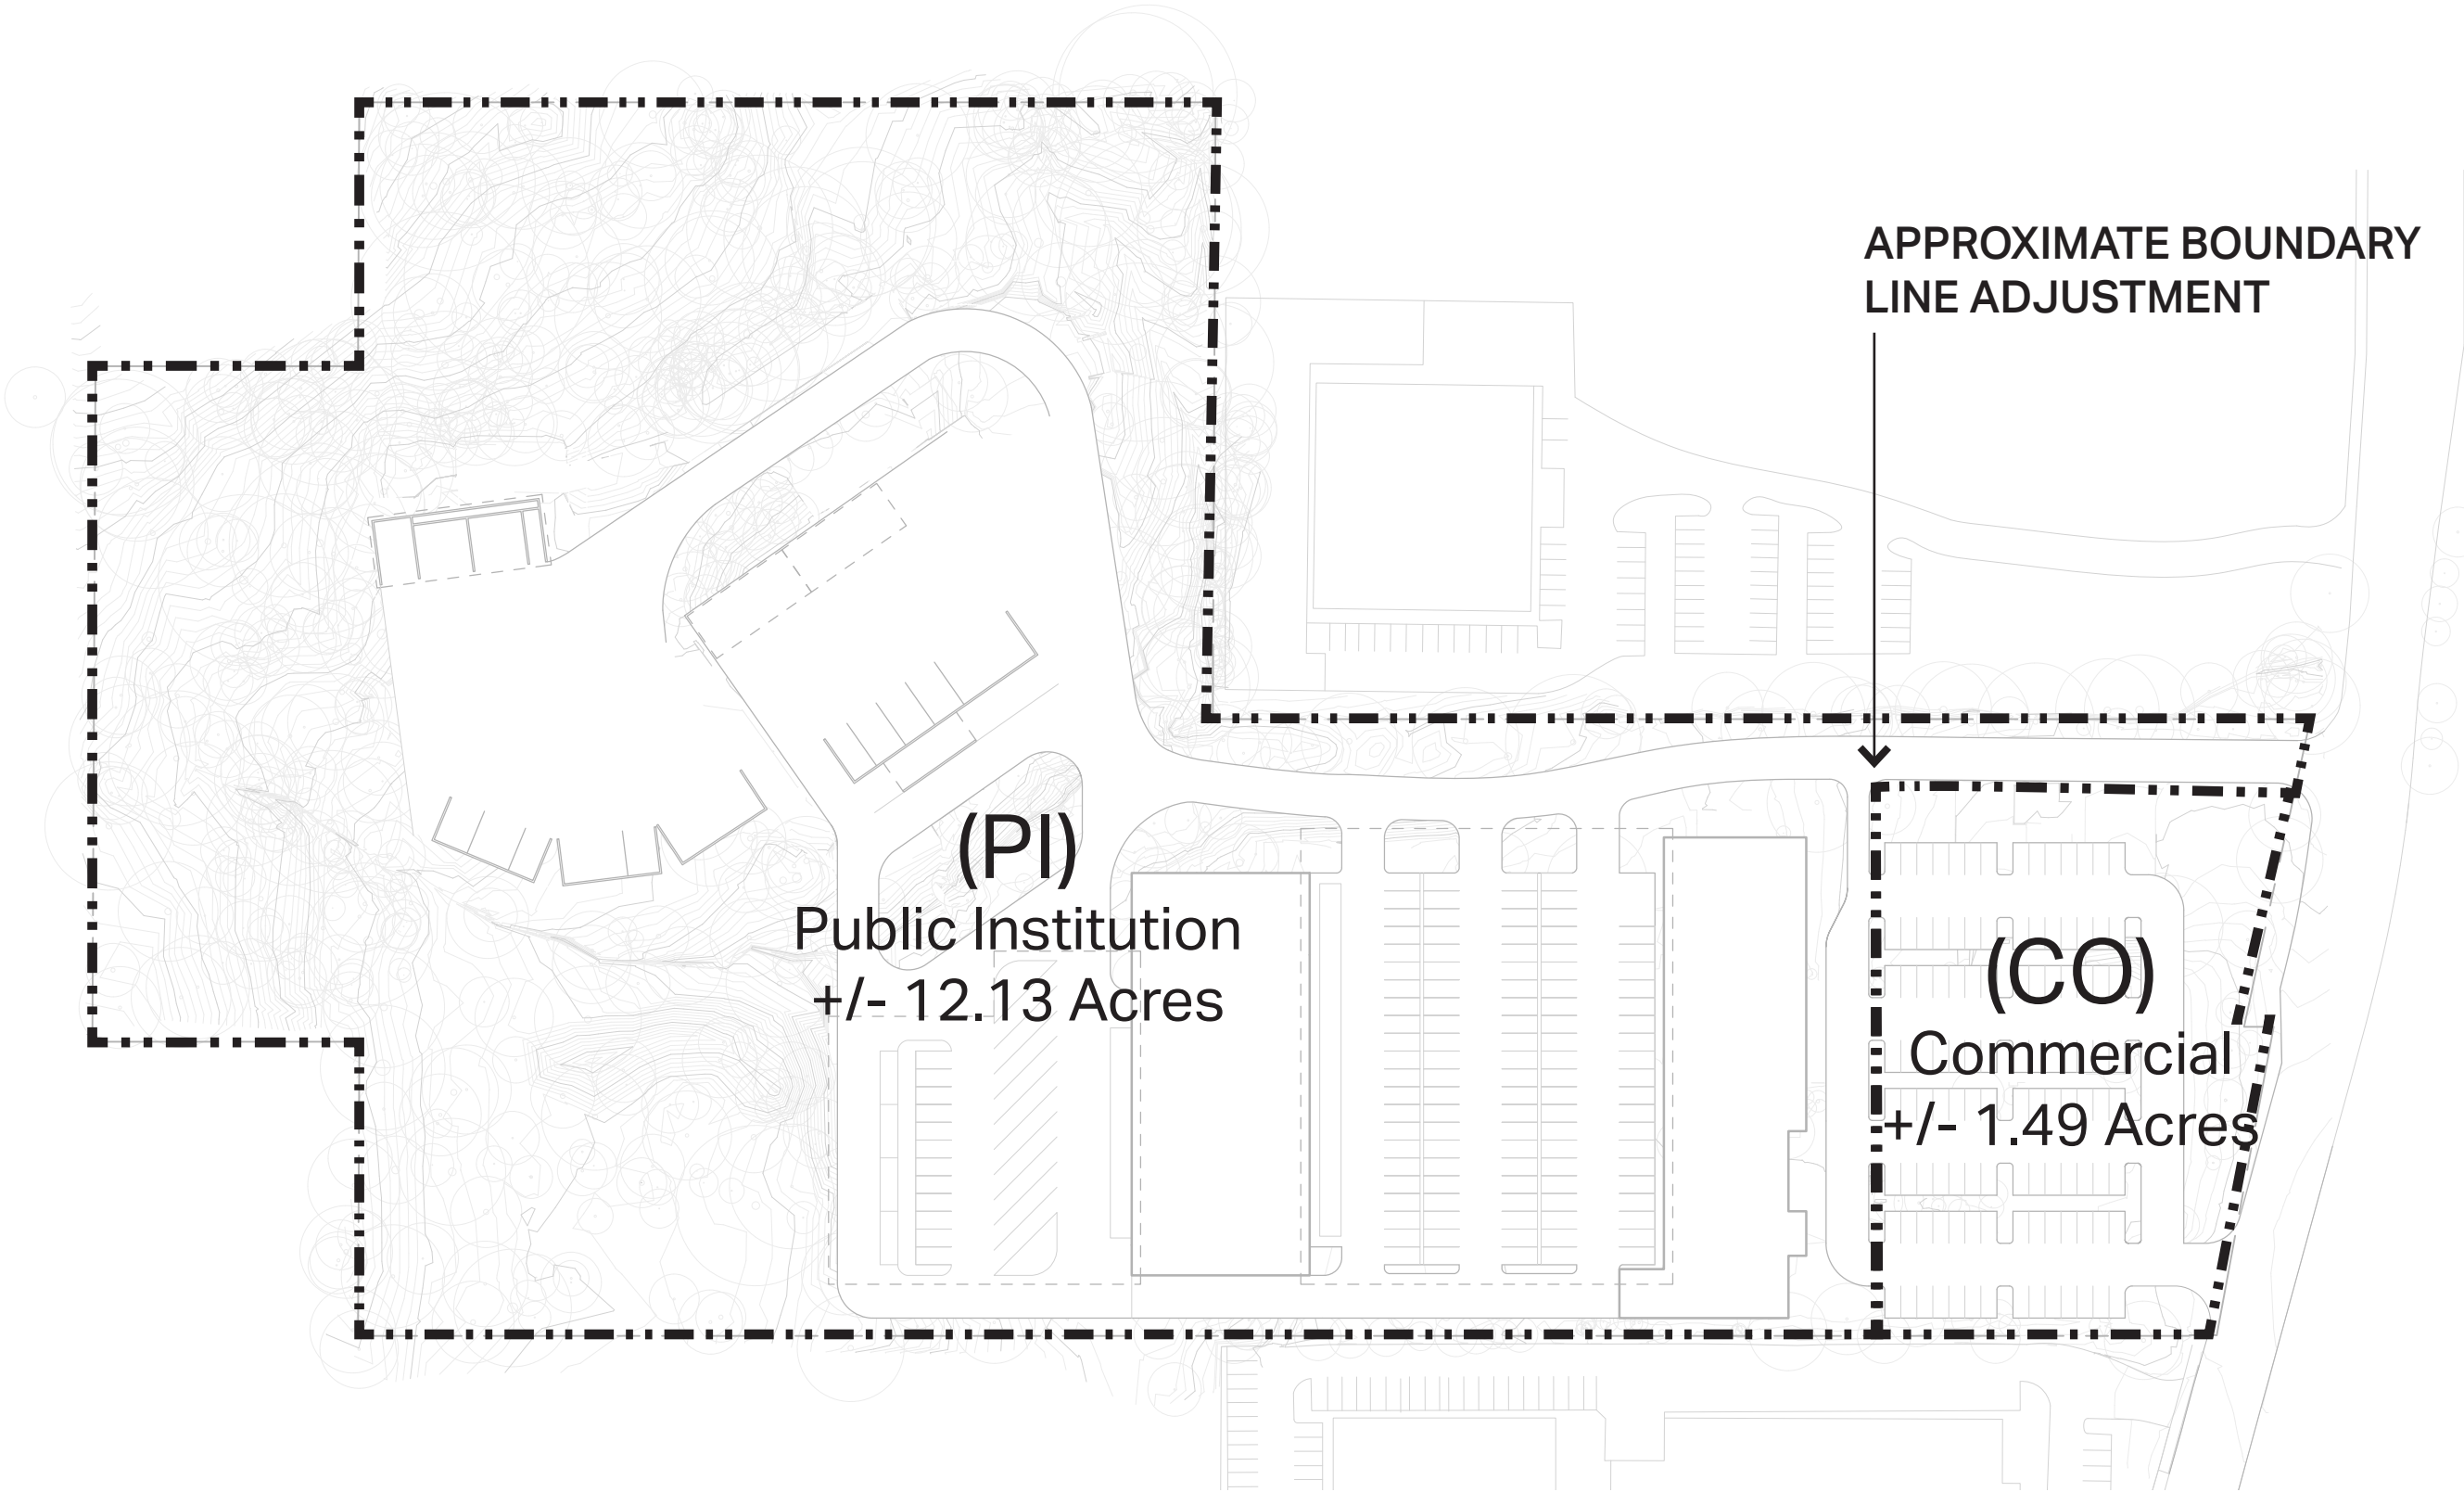 APPROXIMATE BOUNDARY
LINE ADJUSTMENT
(PI)
Public Institution
+/- 12.13 Acres
(CO)
Commercial
+/- 1.49 Acres